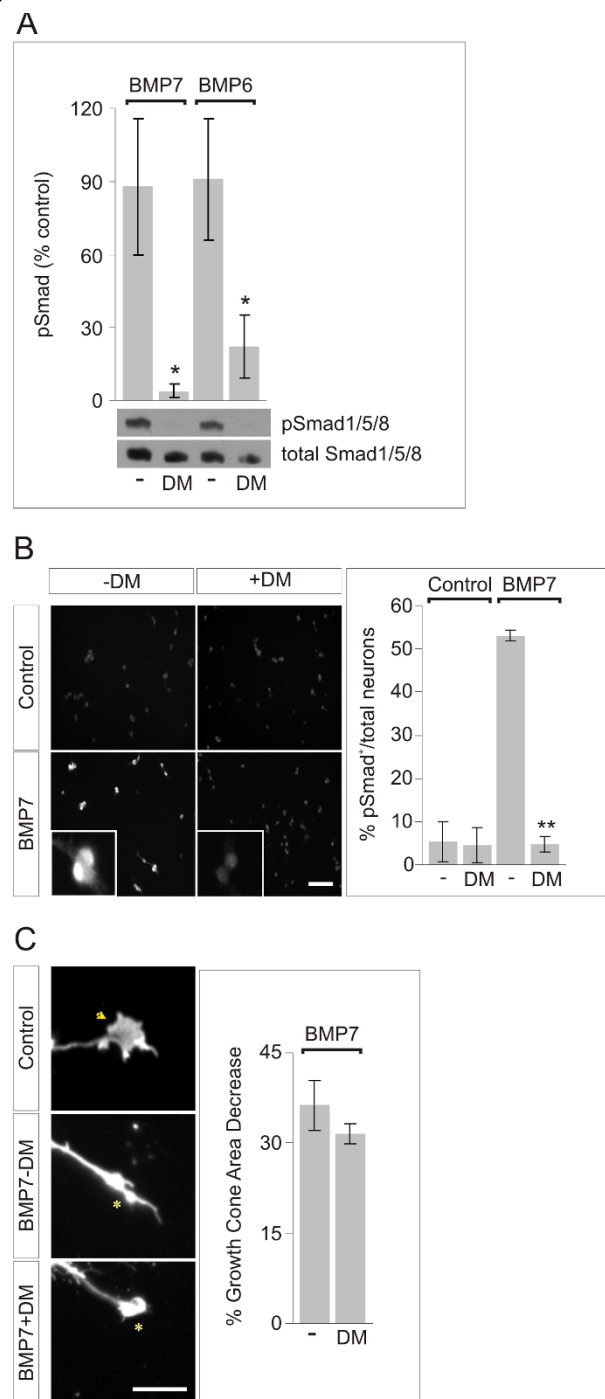 A
BMP7 BMP6
120
90
60
30
0
pSmad (% control)
*
*
pSmad1/5/8
total Smad1/5/8
- DM - DM
B
-DM +DM
Control
BMP7
Control BMP7
60
50
40
30
20
10
0
% pSmad⁺/total neurons
**
- DM - DM
C
Control
BMP7-DM
*
BMP7+DM
*
BMP7
45
30
15
0
% Growth Cone Area Decrease
- DM